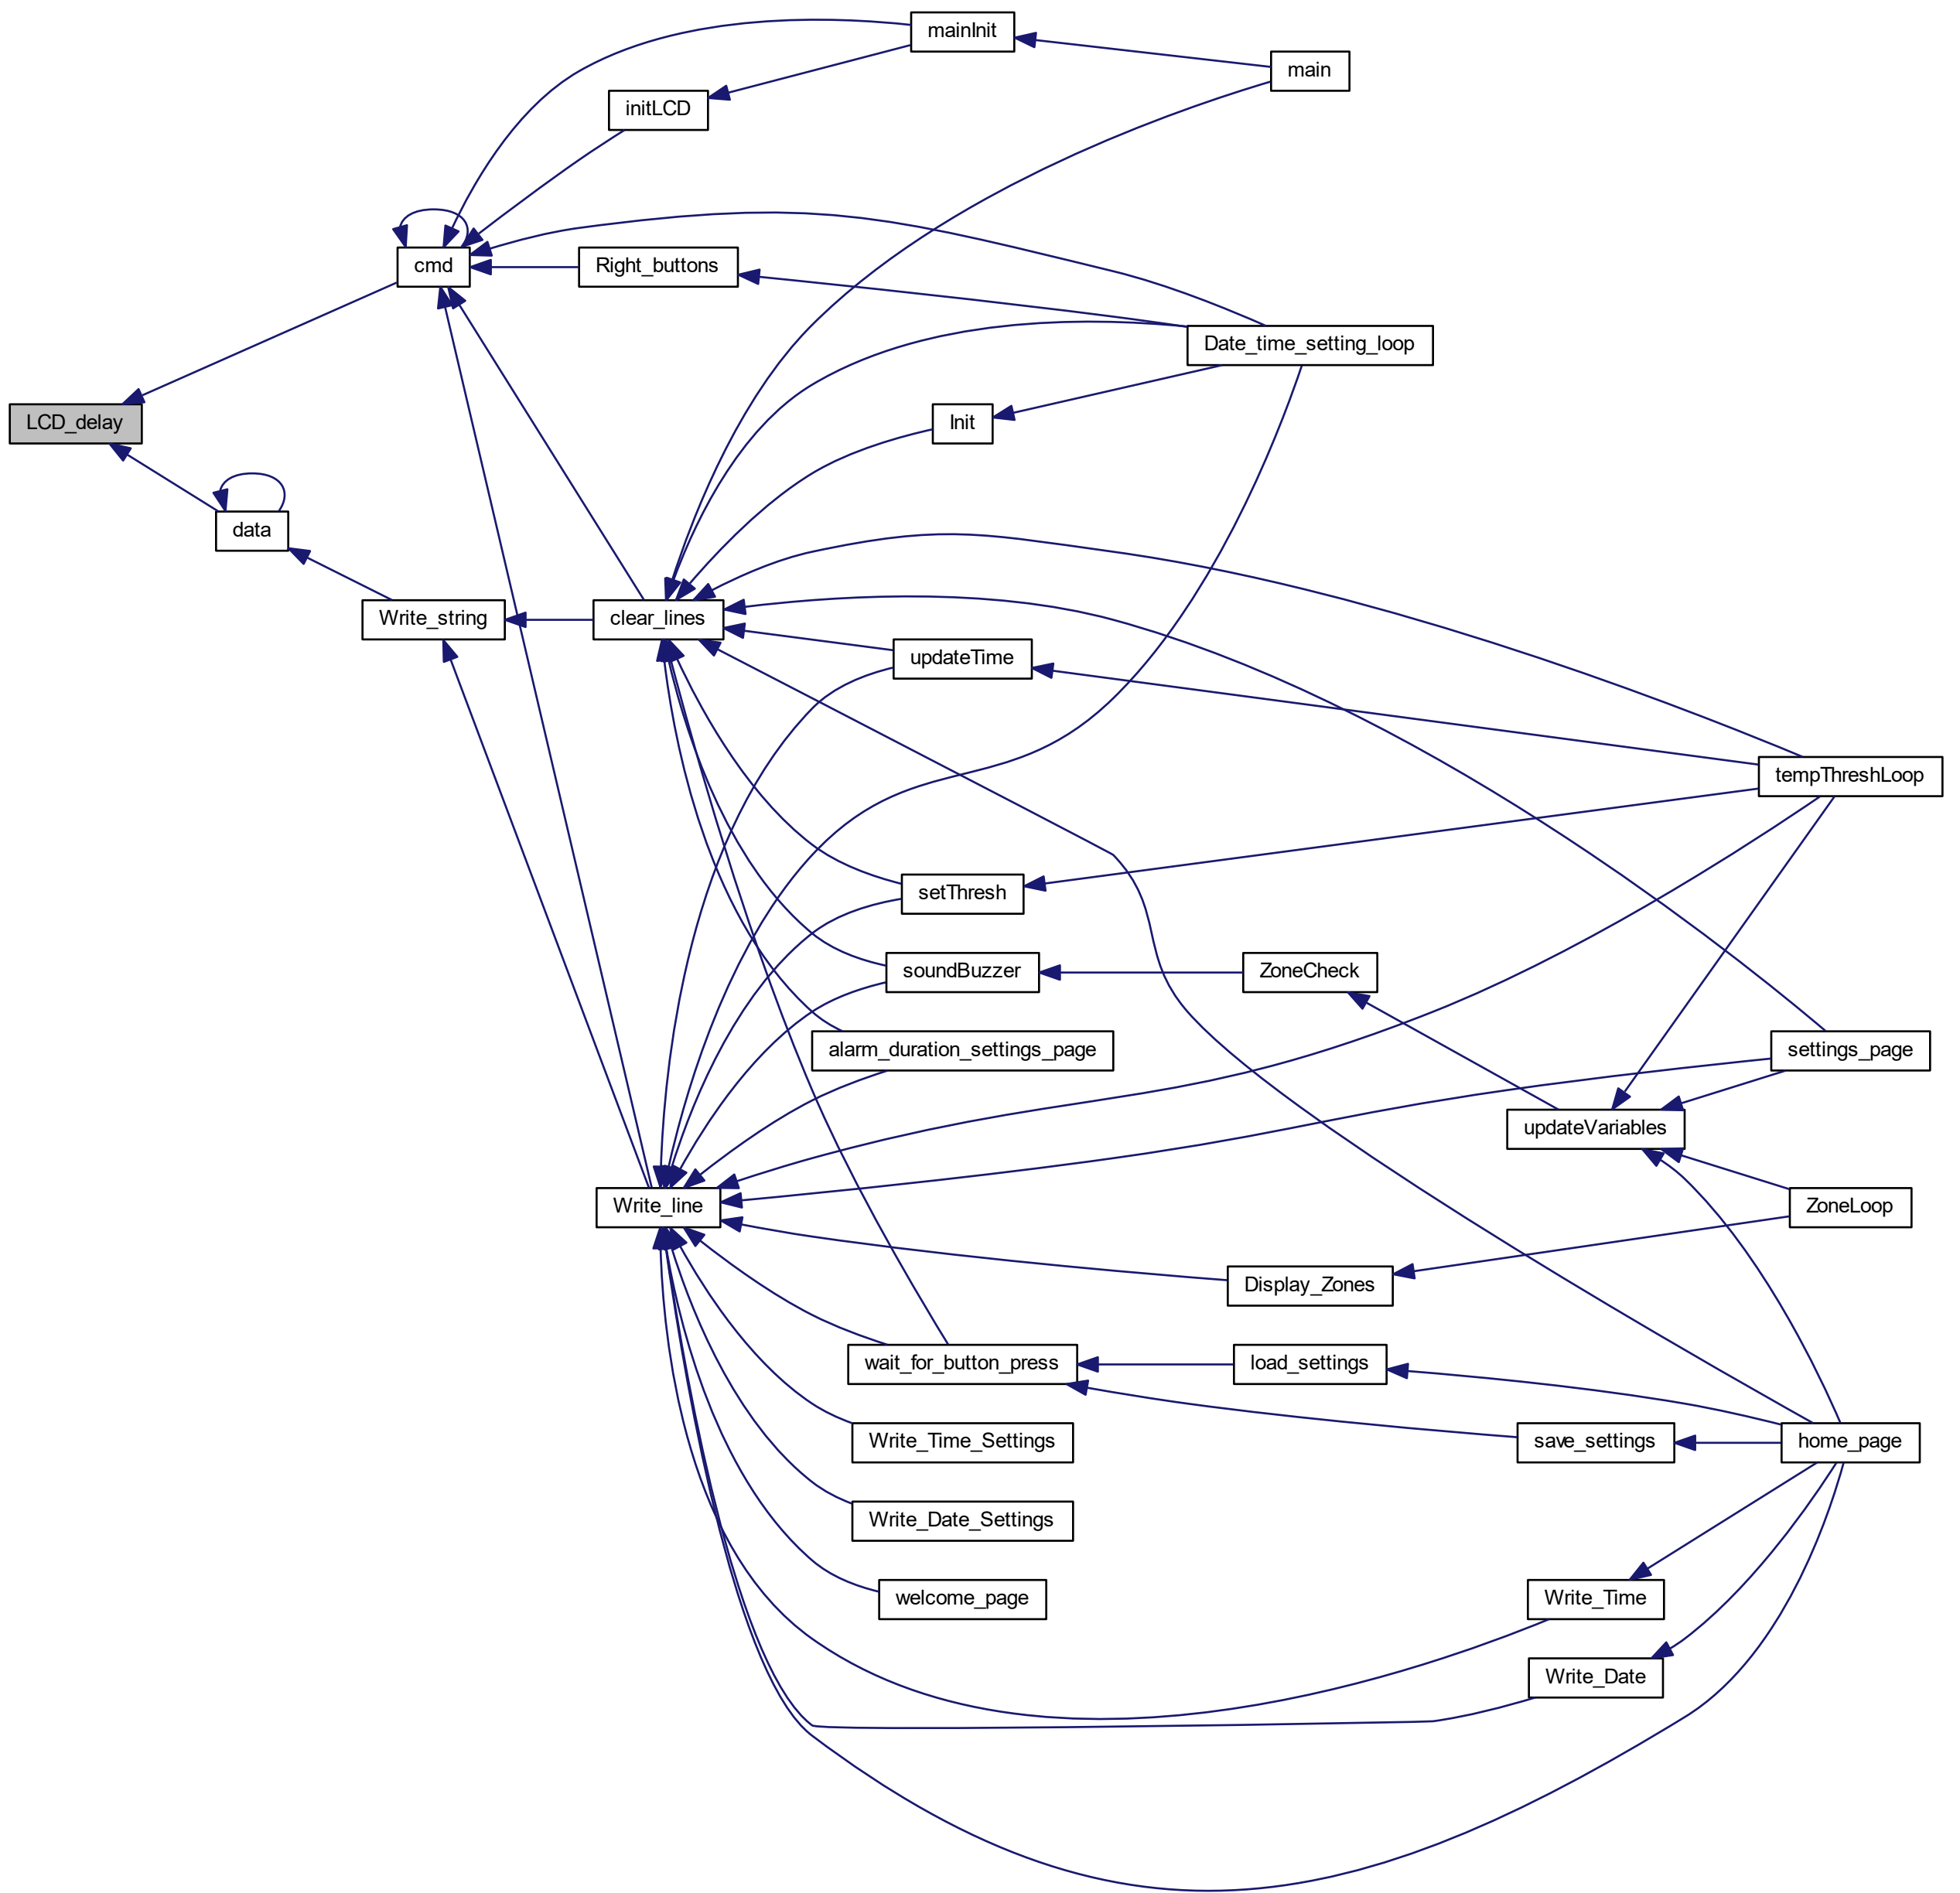 mainInit
main
initLCD
cmd
Right_buttons
Date_time_setting_loop
LCD_delay
Init
data
Write_string
clear_lines
updateTime
tempThreshLoop
setThresh
soundBuzzer
ZoneCheck
alarm_duration_settings_page
settings_page
updateVariables
Write_line
ZoneLoop
Display_Zones
wait_for_button_press
load_settings
Write_Time_Settings
save_settings
home_page
Write_Date_Settings
welcome_page
Write_Time
Write_Date